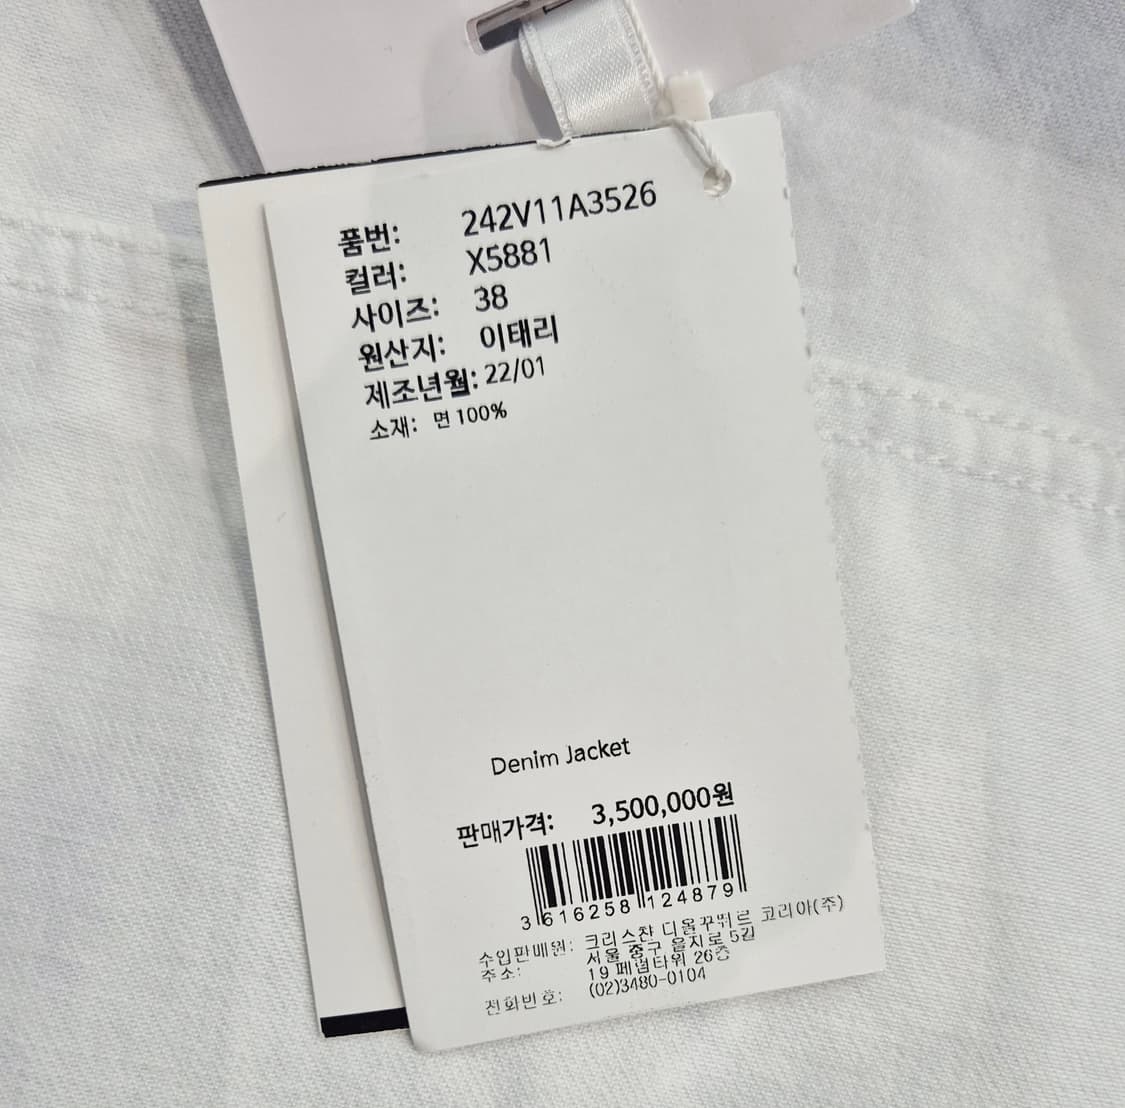 품번: 242V11A3526
컬러: X5881
사이즈: 38
원산지: 이태리
제조년월: 22/01
소재: 면 100%
Denim Jacket
판매가격: 3,500,000원
3 616258 124879
수입판매원: 크리스챤 디올꾸뛰르 코리아(주)
주소: 서울 중구 을지로 5길
19 페럼타워 26층
전화번호: (02)3480-0104